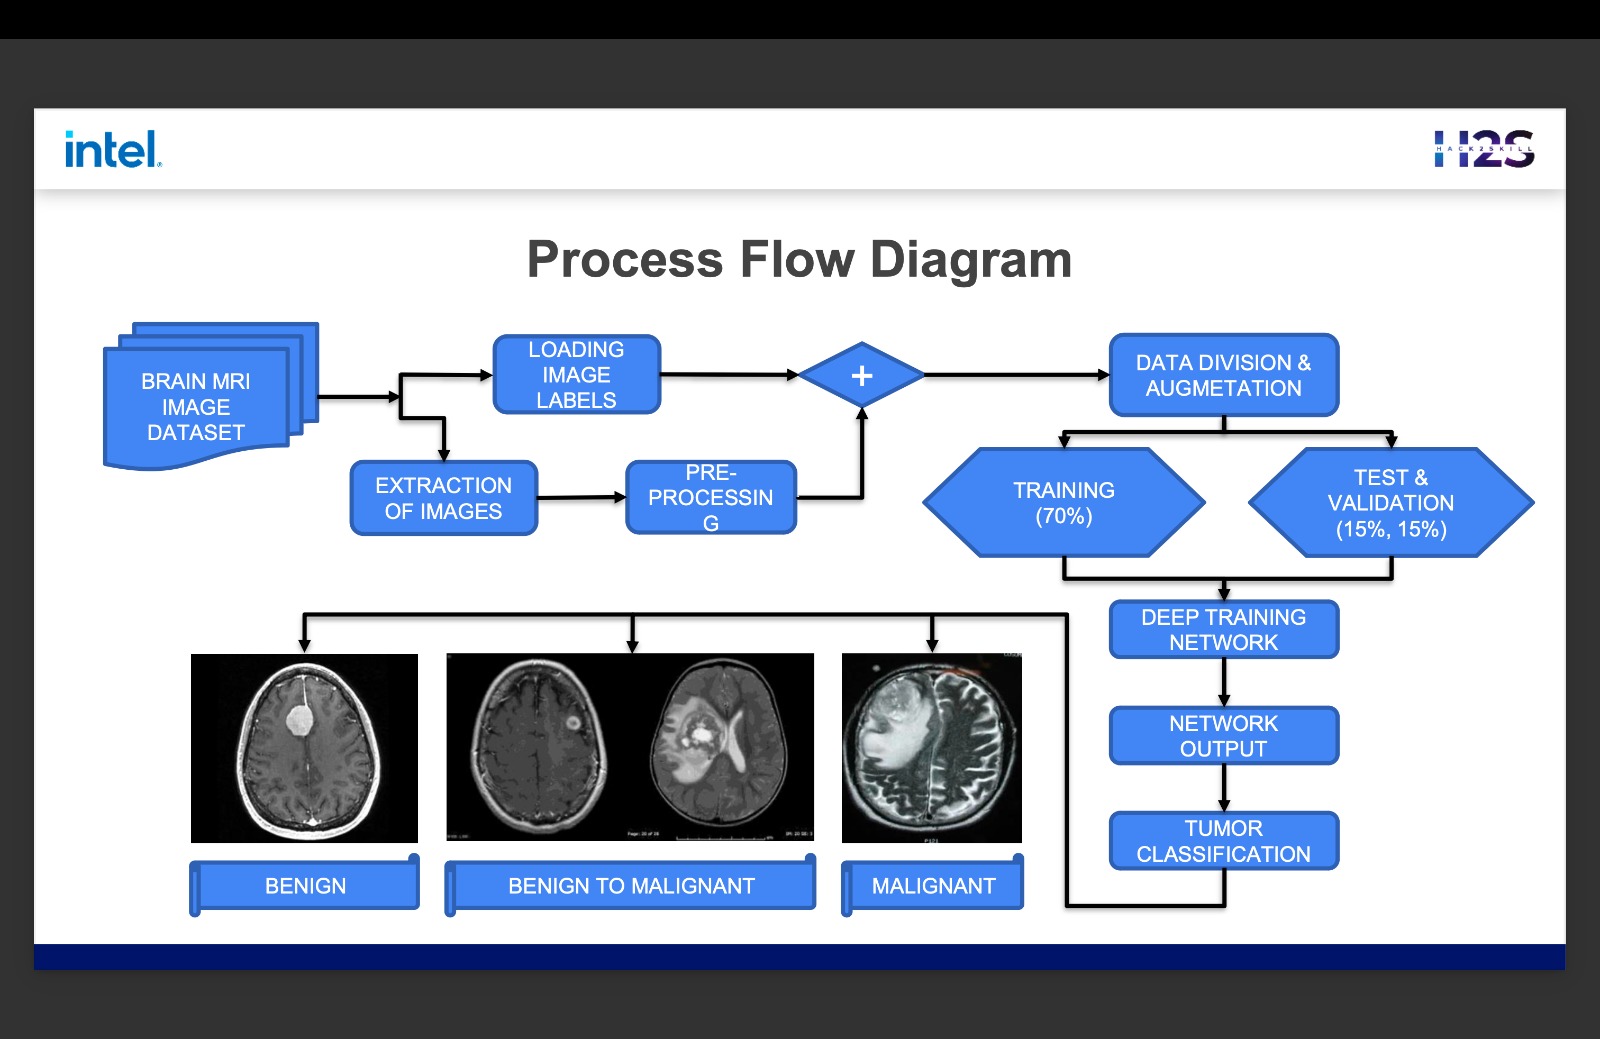 intel.
H2S
HACK2SKILL
Process Flow Diagram
BRAIN MRI
IMAGE
DATASET
LOADING
IMAGE
LABELS
+
DATA DIVISION &
AUGMETATION
EXTRACTION
OF IMAGES
PRE-
PROCESSIN
G
TRAINING
(70%)
TEST &
VALIDATION
(15%, 15%)
DEEP TRAINING
NETWORK
NETWORK
OUTPUT
TUMOR
CLASSIFICATION
BENIGN
BENIGN TO MALIGNANT
MALIGNANT